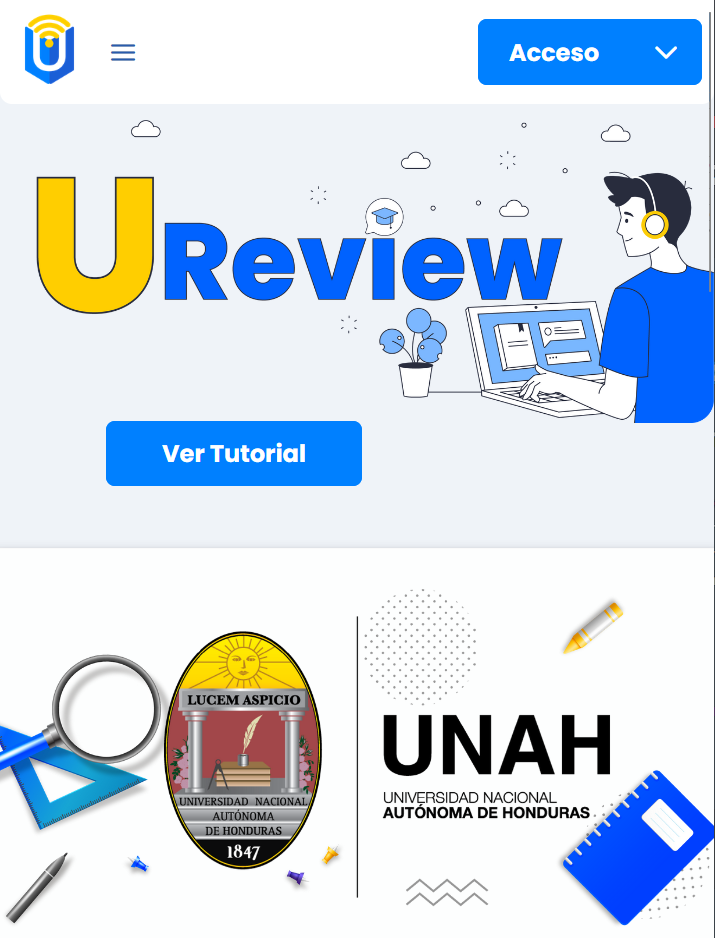 U
Acceso
UReview
Ver Tutorial
LUCEM ASPICIO
UNIVERSIDAD NACIONAL
AUTÓNOMA
DE HONDURAS
1847
UNAH
UNIVERSIDAD NACIONAL
AUTÓNOMA DE HONDURAS